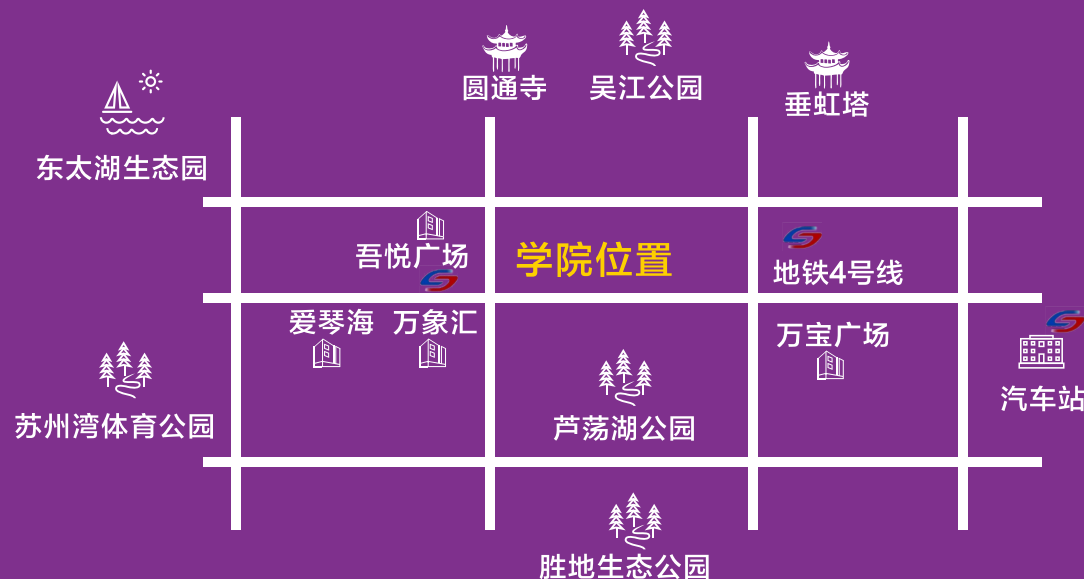 圆通寺
吴江公园
垂虹塔
东太湖生态园
吾悦广场
学院位置
地铁4号线
爱琴海
万象汇
万宝广场
汽车站
苏州湾体育公园
芦荡湖公园
胜地生态公园